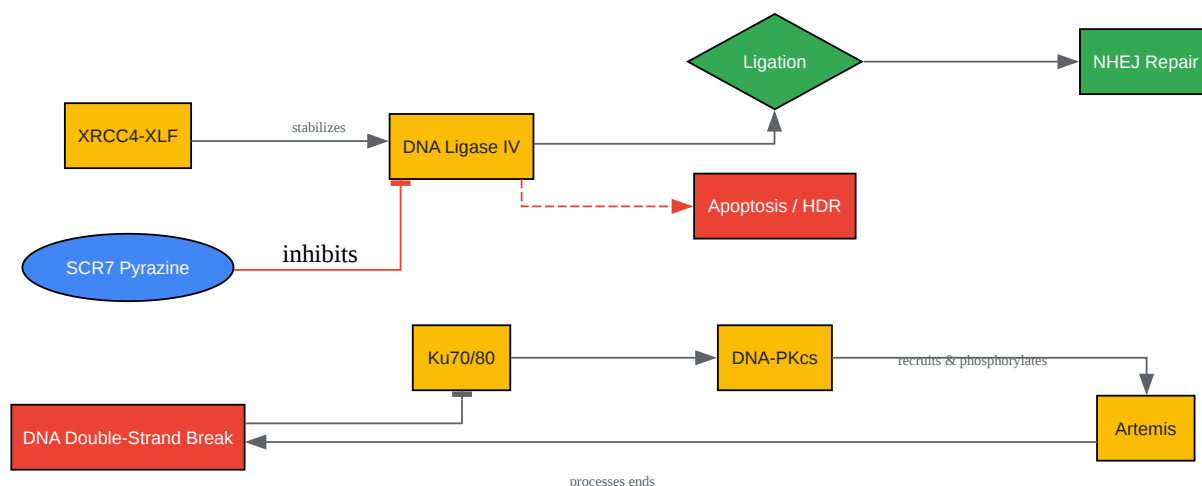 Ligation
NHEJ Repair
XRCC4-XLF
stabilizes
DNA Ligase IV
Apoptosis / HDR
inhibits
SCR7 Pyrazine
Ku70/80
DNA-PKcs
recruits & phosphorylates
DNA Double-Strand Break
Artemis
processes ends